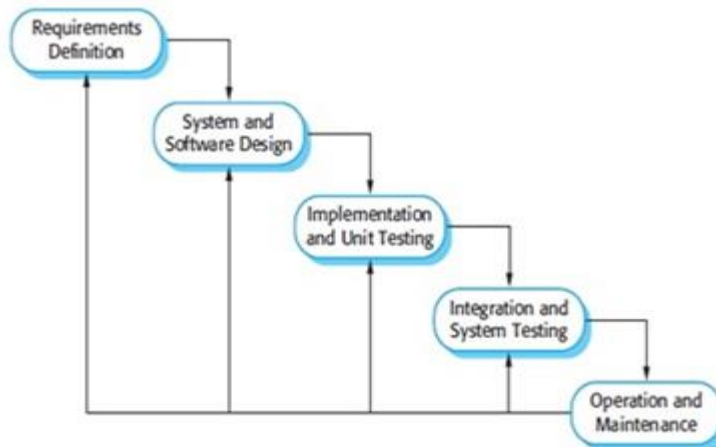 Requirements
Definition
System and
Software Design
Implementation
and Unit Testing
Integration and
System Testing
Operation and
Maintenance